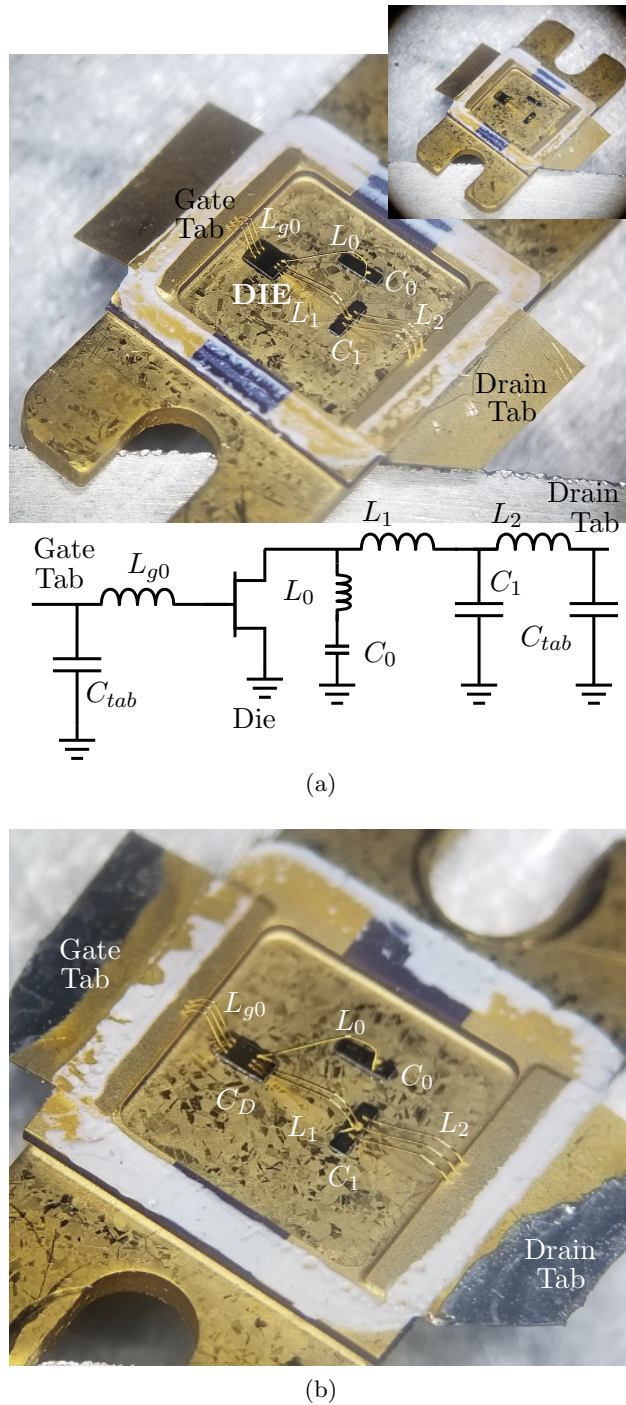 Gate
Tab
L_{g0}
L_0
DIE
C_0
L_1
L_2
C_1
Drain
Tab
Gate
Tab
L_{g0}
L_0
C_0
L_1
L_2
Drain
Tab
C_1
C_{tab}
C_{tab}
Die
(a)
Gate
Tab
L_{g0}
L_0
C_0
C_D
L_1
L_2
C_1
Drain
Tab
(b)